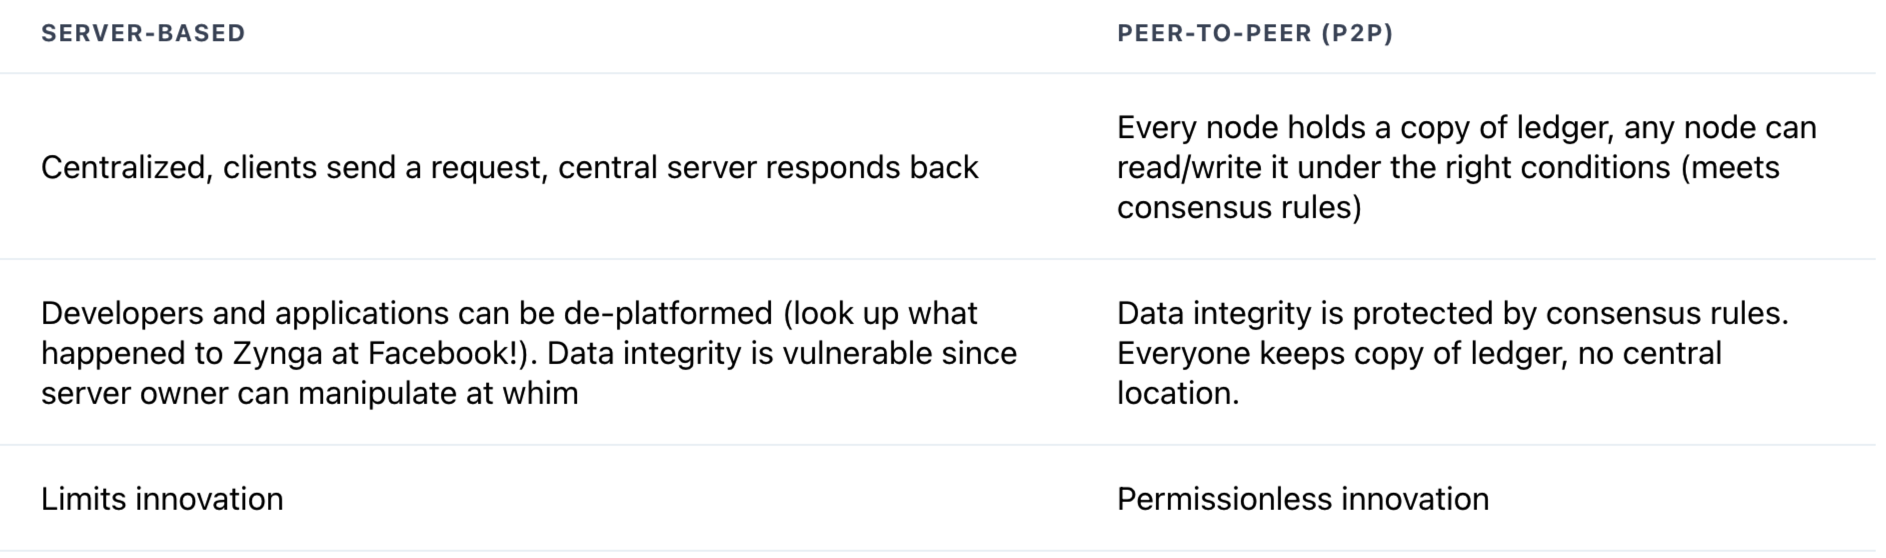 SERVER-BASED
PEER-TO-PEER (P2P)
Centralized, clients send a request, central server responds back
Every node holds a copy of ledger, any node can
read/write it under the right conditions (meets
consensus rules)
Developers and applications can be de-platformed (look up what
happened to Zynga at Facebook!). Data integrity is vulnerable since
server owner can manipulate at whim
Data integrity is protected by consensus rules.
Everyone keeps copy of ledger, no central
location.
Limits innovation
Permissionless innovation